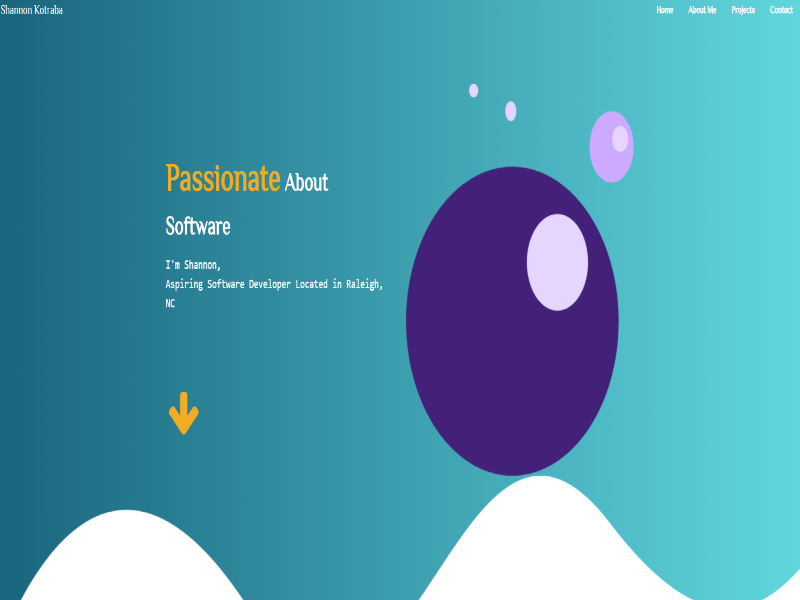 Shannon Kotraba
Home About Me Projects Contact
Passionate About
Software
I'm Shannon,
Aspiring Software Developer Located in Raleigh,
NC